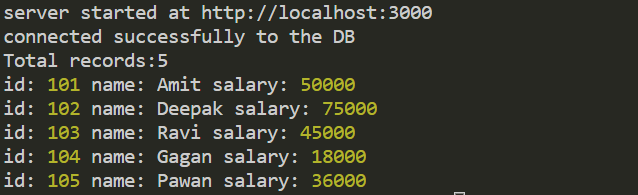 server started at http://localhost:3000
connected successfully to the DB
Total records:5
id: 101 name: Amit salary: 50000
id: 102 name: Deepak salary: 75000
id: 103 name: Ravi salary: 45000
id: 104 name: Gagan salary: 18000
id: 105 name: Pawan salary: 36000